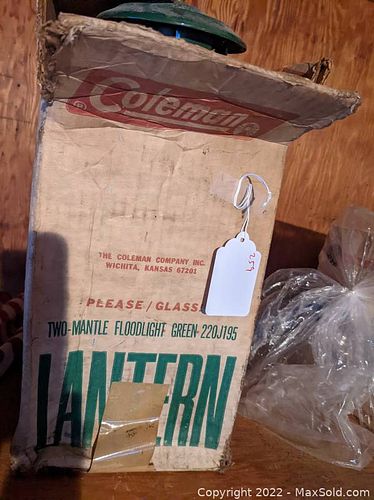 Coleman
THE COLEMAN COMPANY INC.
WICHITA, KANSAS 67201
PLEASE/GLASS
TWO-MANTLE FLOODLIGHT GREEN-220J195
LANTERN
Copyright © 2022 - MaxSold.com